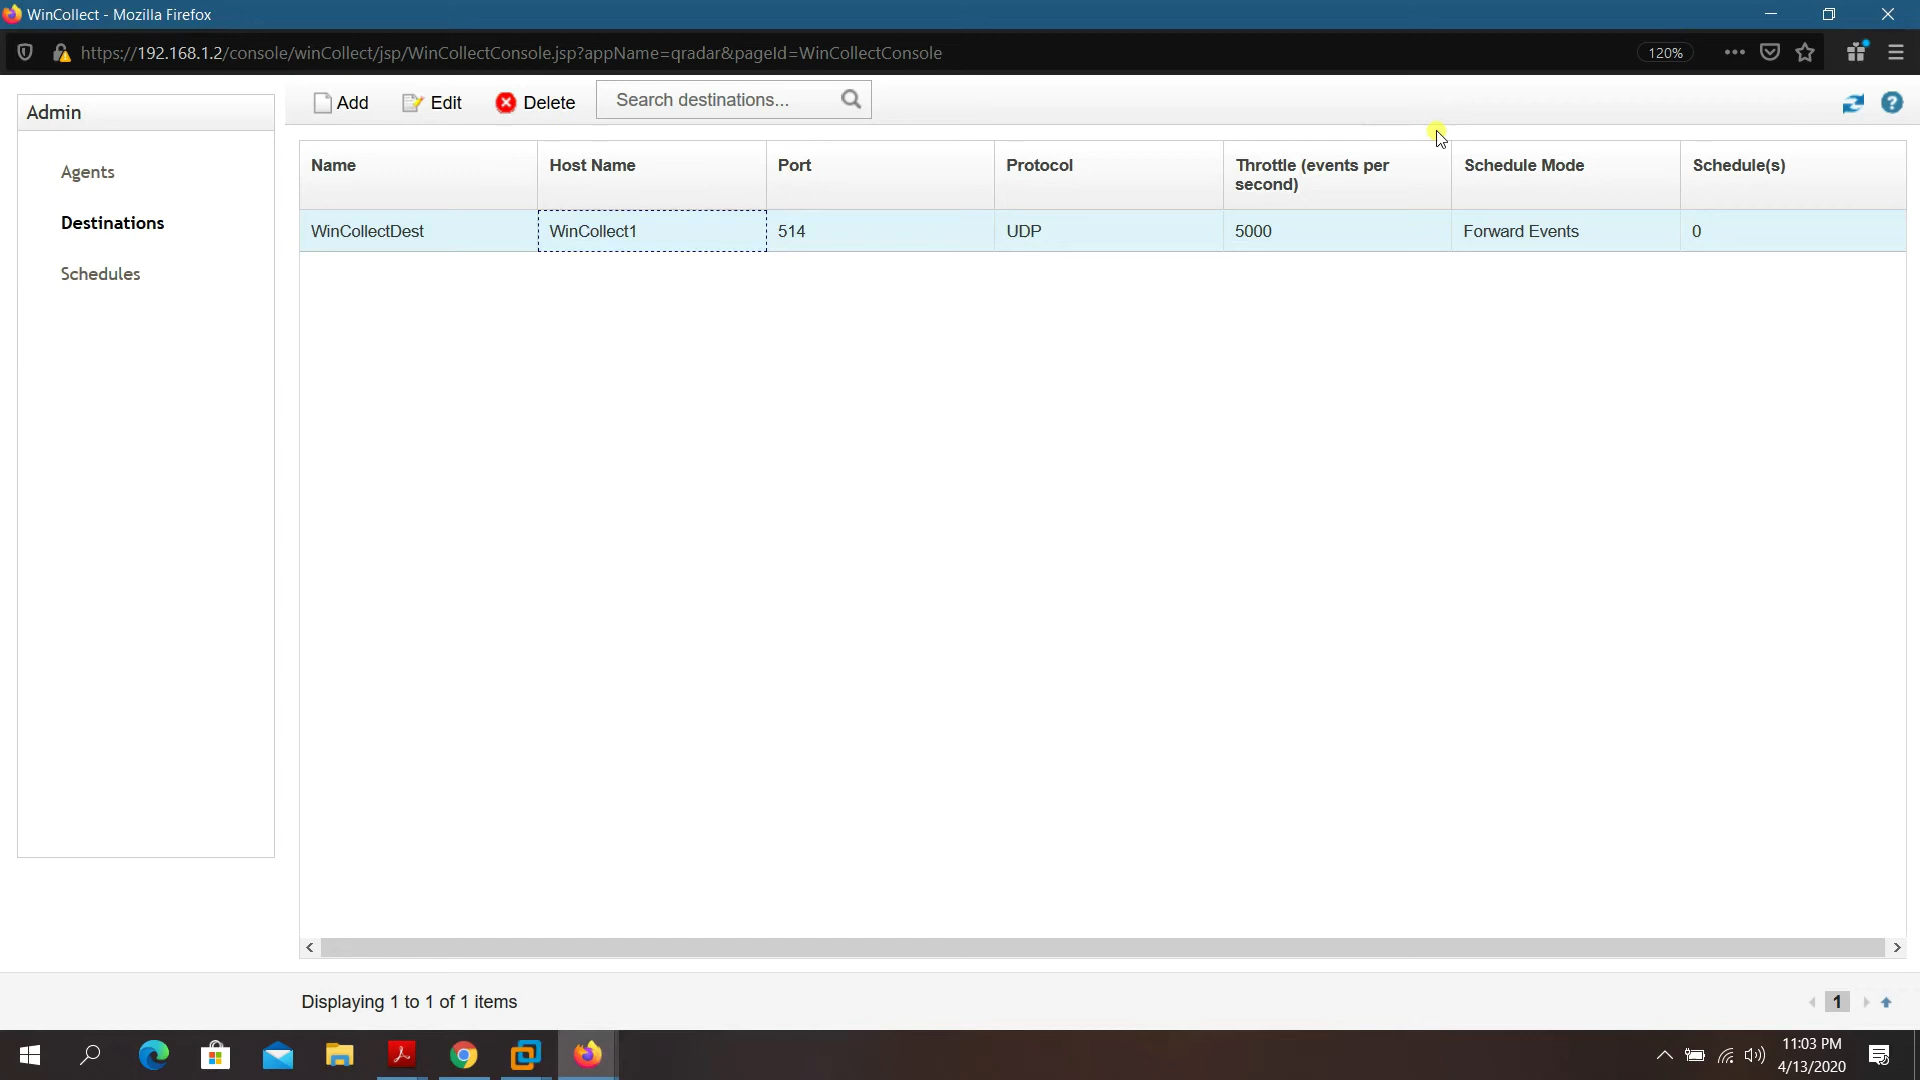 WinCollect - Mozilla Firefox
https://192.168.1.2/console/winCollect/jsp/WinCollectConsole.jsp?appName=qradar&pageId=WinCollectConsole
120%
Admin
Agents
Destinations
Schedules
Add Edit Delete Search destinations...
Name Host Name Port Protocol Throttle (events per second) Schedule Mode Schedule(s)
WinCollectDest WinCollect1 514 UDP 5000 Forward Events 0
Displaying 1 to 1 of 1 items
1
11:03 PM
4/13/2020